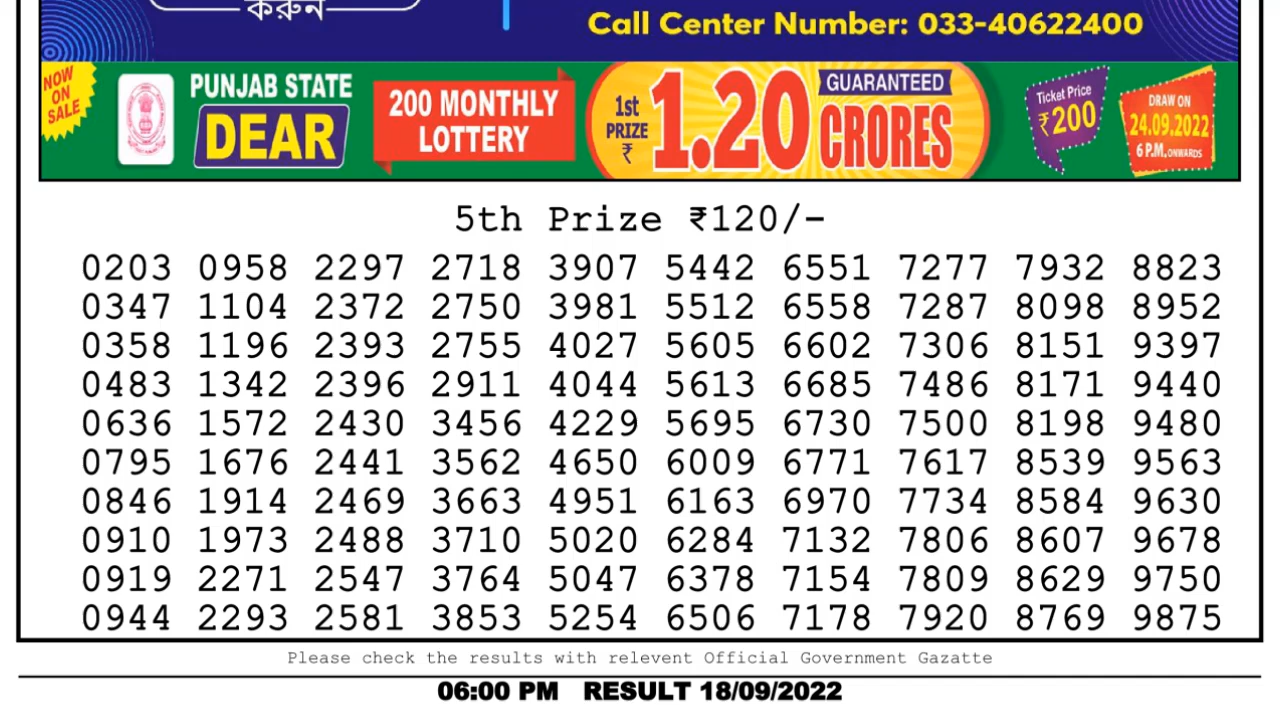 করুন
Call Center Number: 033-40622400
NOW
ON
SALE
PUNJAB STATE
DEAR
200 MONTHLY
LOTTERY
1st
PRIZE
₹
1.20
GUARANTEED
CRORES
Ticket Price
₹200
DRAW ON
24.09.2022
6 P.M. ONWARDS
5th Prize ₹120/-
0203 0958 2297 2718 3907 5442 6551 7277 7932 8823
0347 1104 2372 2750 3981 5512 6558 7287 8098 8952
0358 1196 2393 2755 4027 5605 6602 7306 8151 9397
0483 1342 2396 2911 4044 5613 6685 7486 8171 9440
0636 1572 2430 3456 4229 5695 6730 7500 8198 9480
0795 1676 2441 3562 4650 6009 6771 7617 8539 9563
0846 1914 2469 3663 4951 6163 6970 7734 8584 9630
0910 1973 2488 3710 5020 6284 7132 7806 8607 9678
0919 2271 2547 3764 5047 6378 7154 7809 8629 9750
0944 2293 2581 3853 5254 6506 7178 7920 8769 9875
Please check the results with relevent Official Government Gazatte
06:00 PM RESULT 18/09/2022